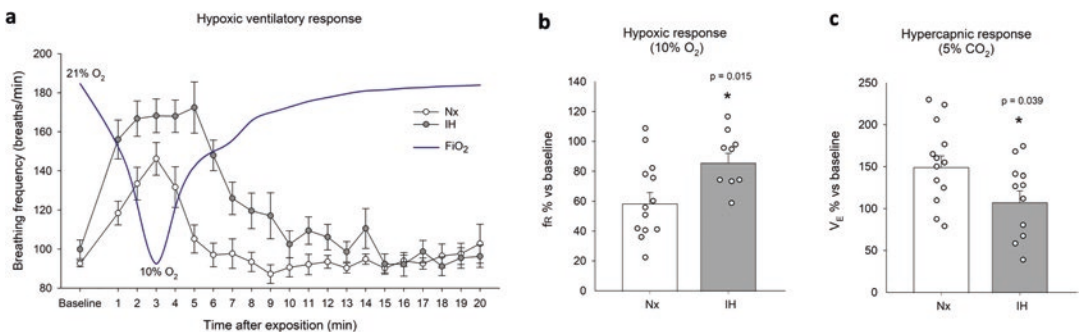 a
Hypoxic ventilatory response
Breathing frequency (breaths/min)
200
180
160
140
120
100
80
21% O₂
10% O₂
Nx
IH
FiO₂
Baseline 1 2 3 4 5 6 7 8 9 10 11 12 13 14 15 16 17 18 19 20
Time after exposition (min)
b
Hypoxic response
(10% O₂)
p = 0.015
*
fR % vs baseline
140
120
100
80
60
40
20
0
Nx IH
c
Hypercapnic response
(5% CO₂)
p = 0.039
*
V_E % vs baseline
250
200
150
100
50
0
Nx IH